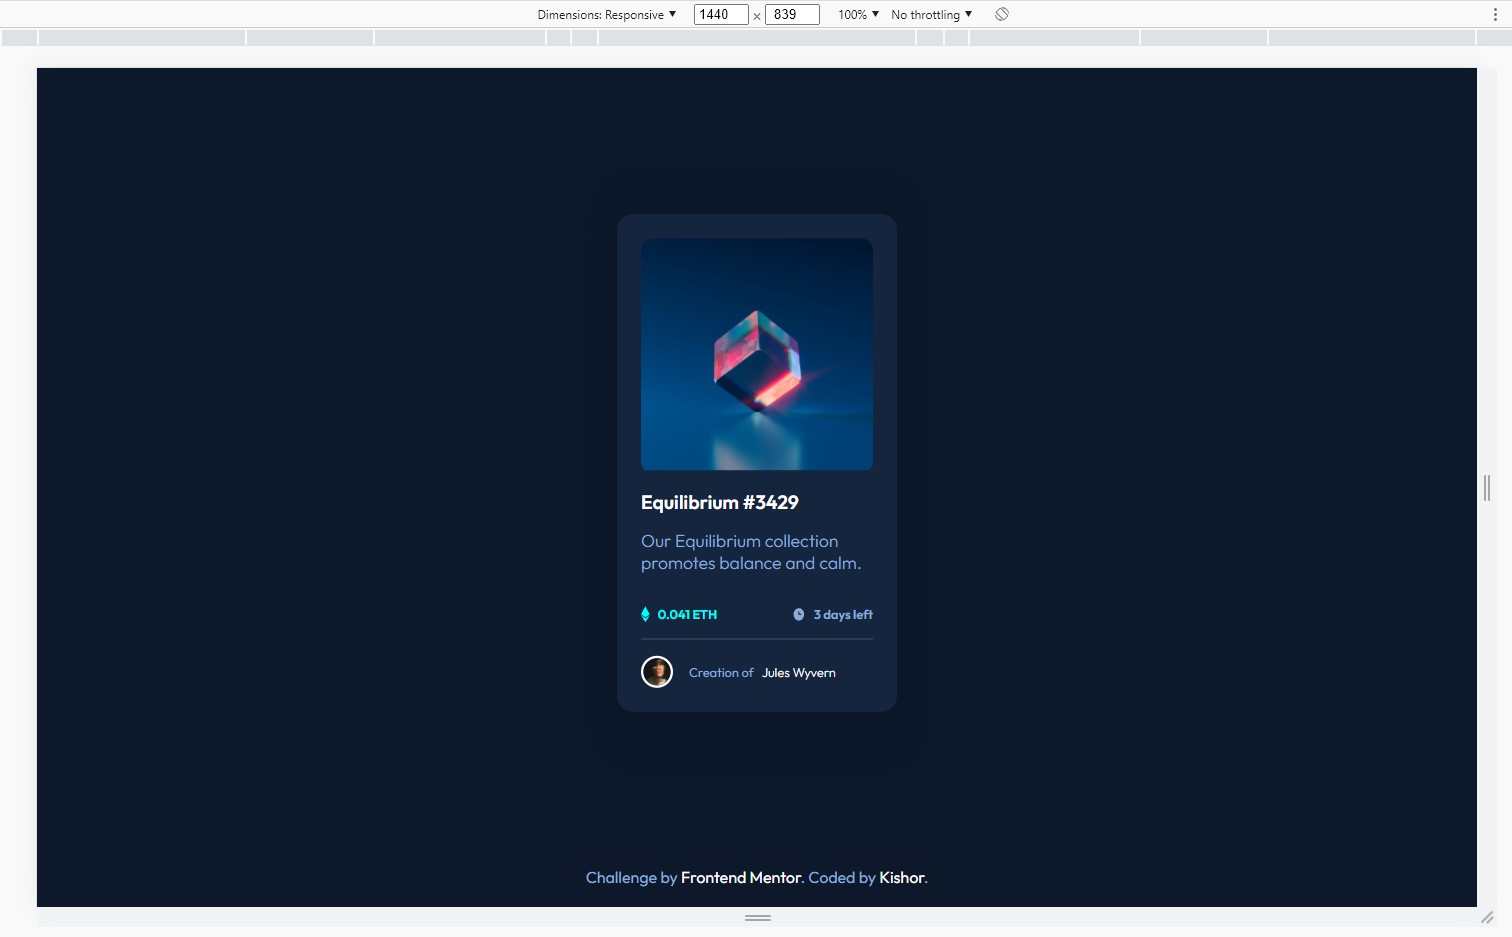 Dimensions: Responsive ▼ 1440 × 839 100% ▼ No throttling ▼
Equilibrium #3429
Our Equilibrium collection
promotes balance and calm.
0.041 ETH 3 days left
Creation of Jules Wyvern
Challenge by Frontend Mentor. Coded by Kishor.